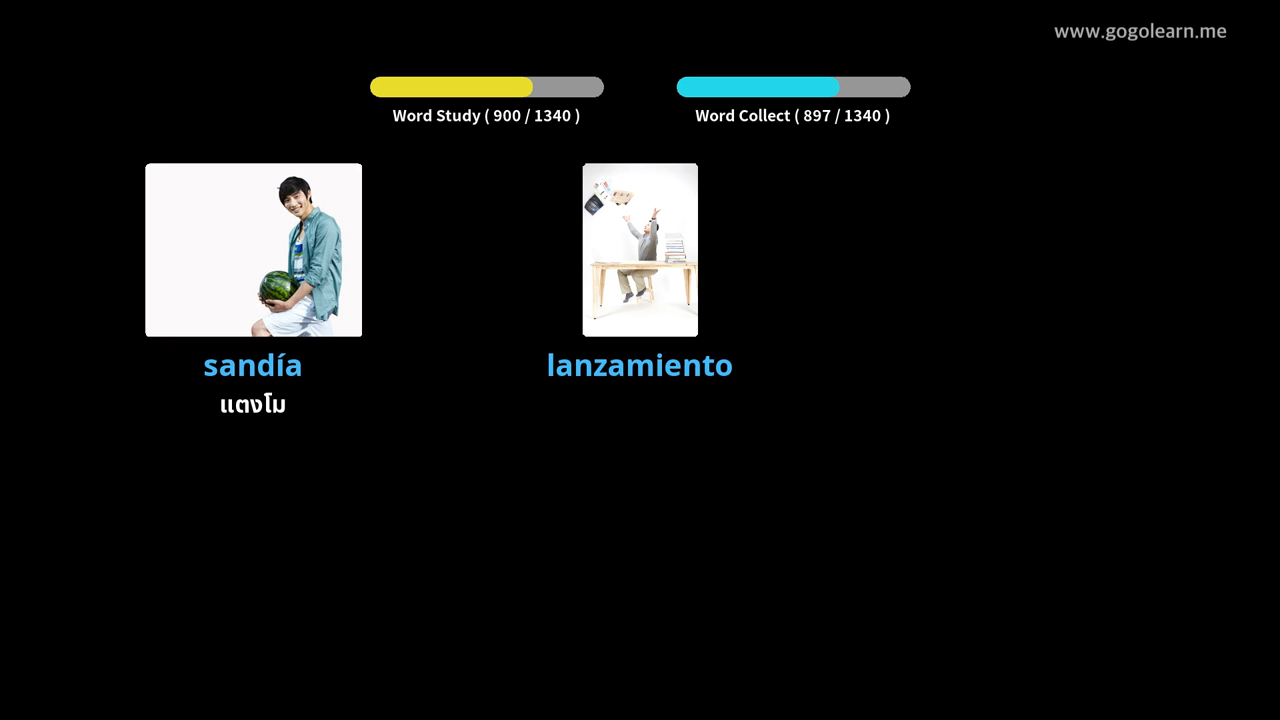 www.gogolearn.me
Word Study ( 900 / 1340 )
Word Collect ( 897 / 1340 )
sandía
แตงโม
lanzamiento